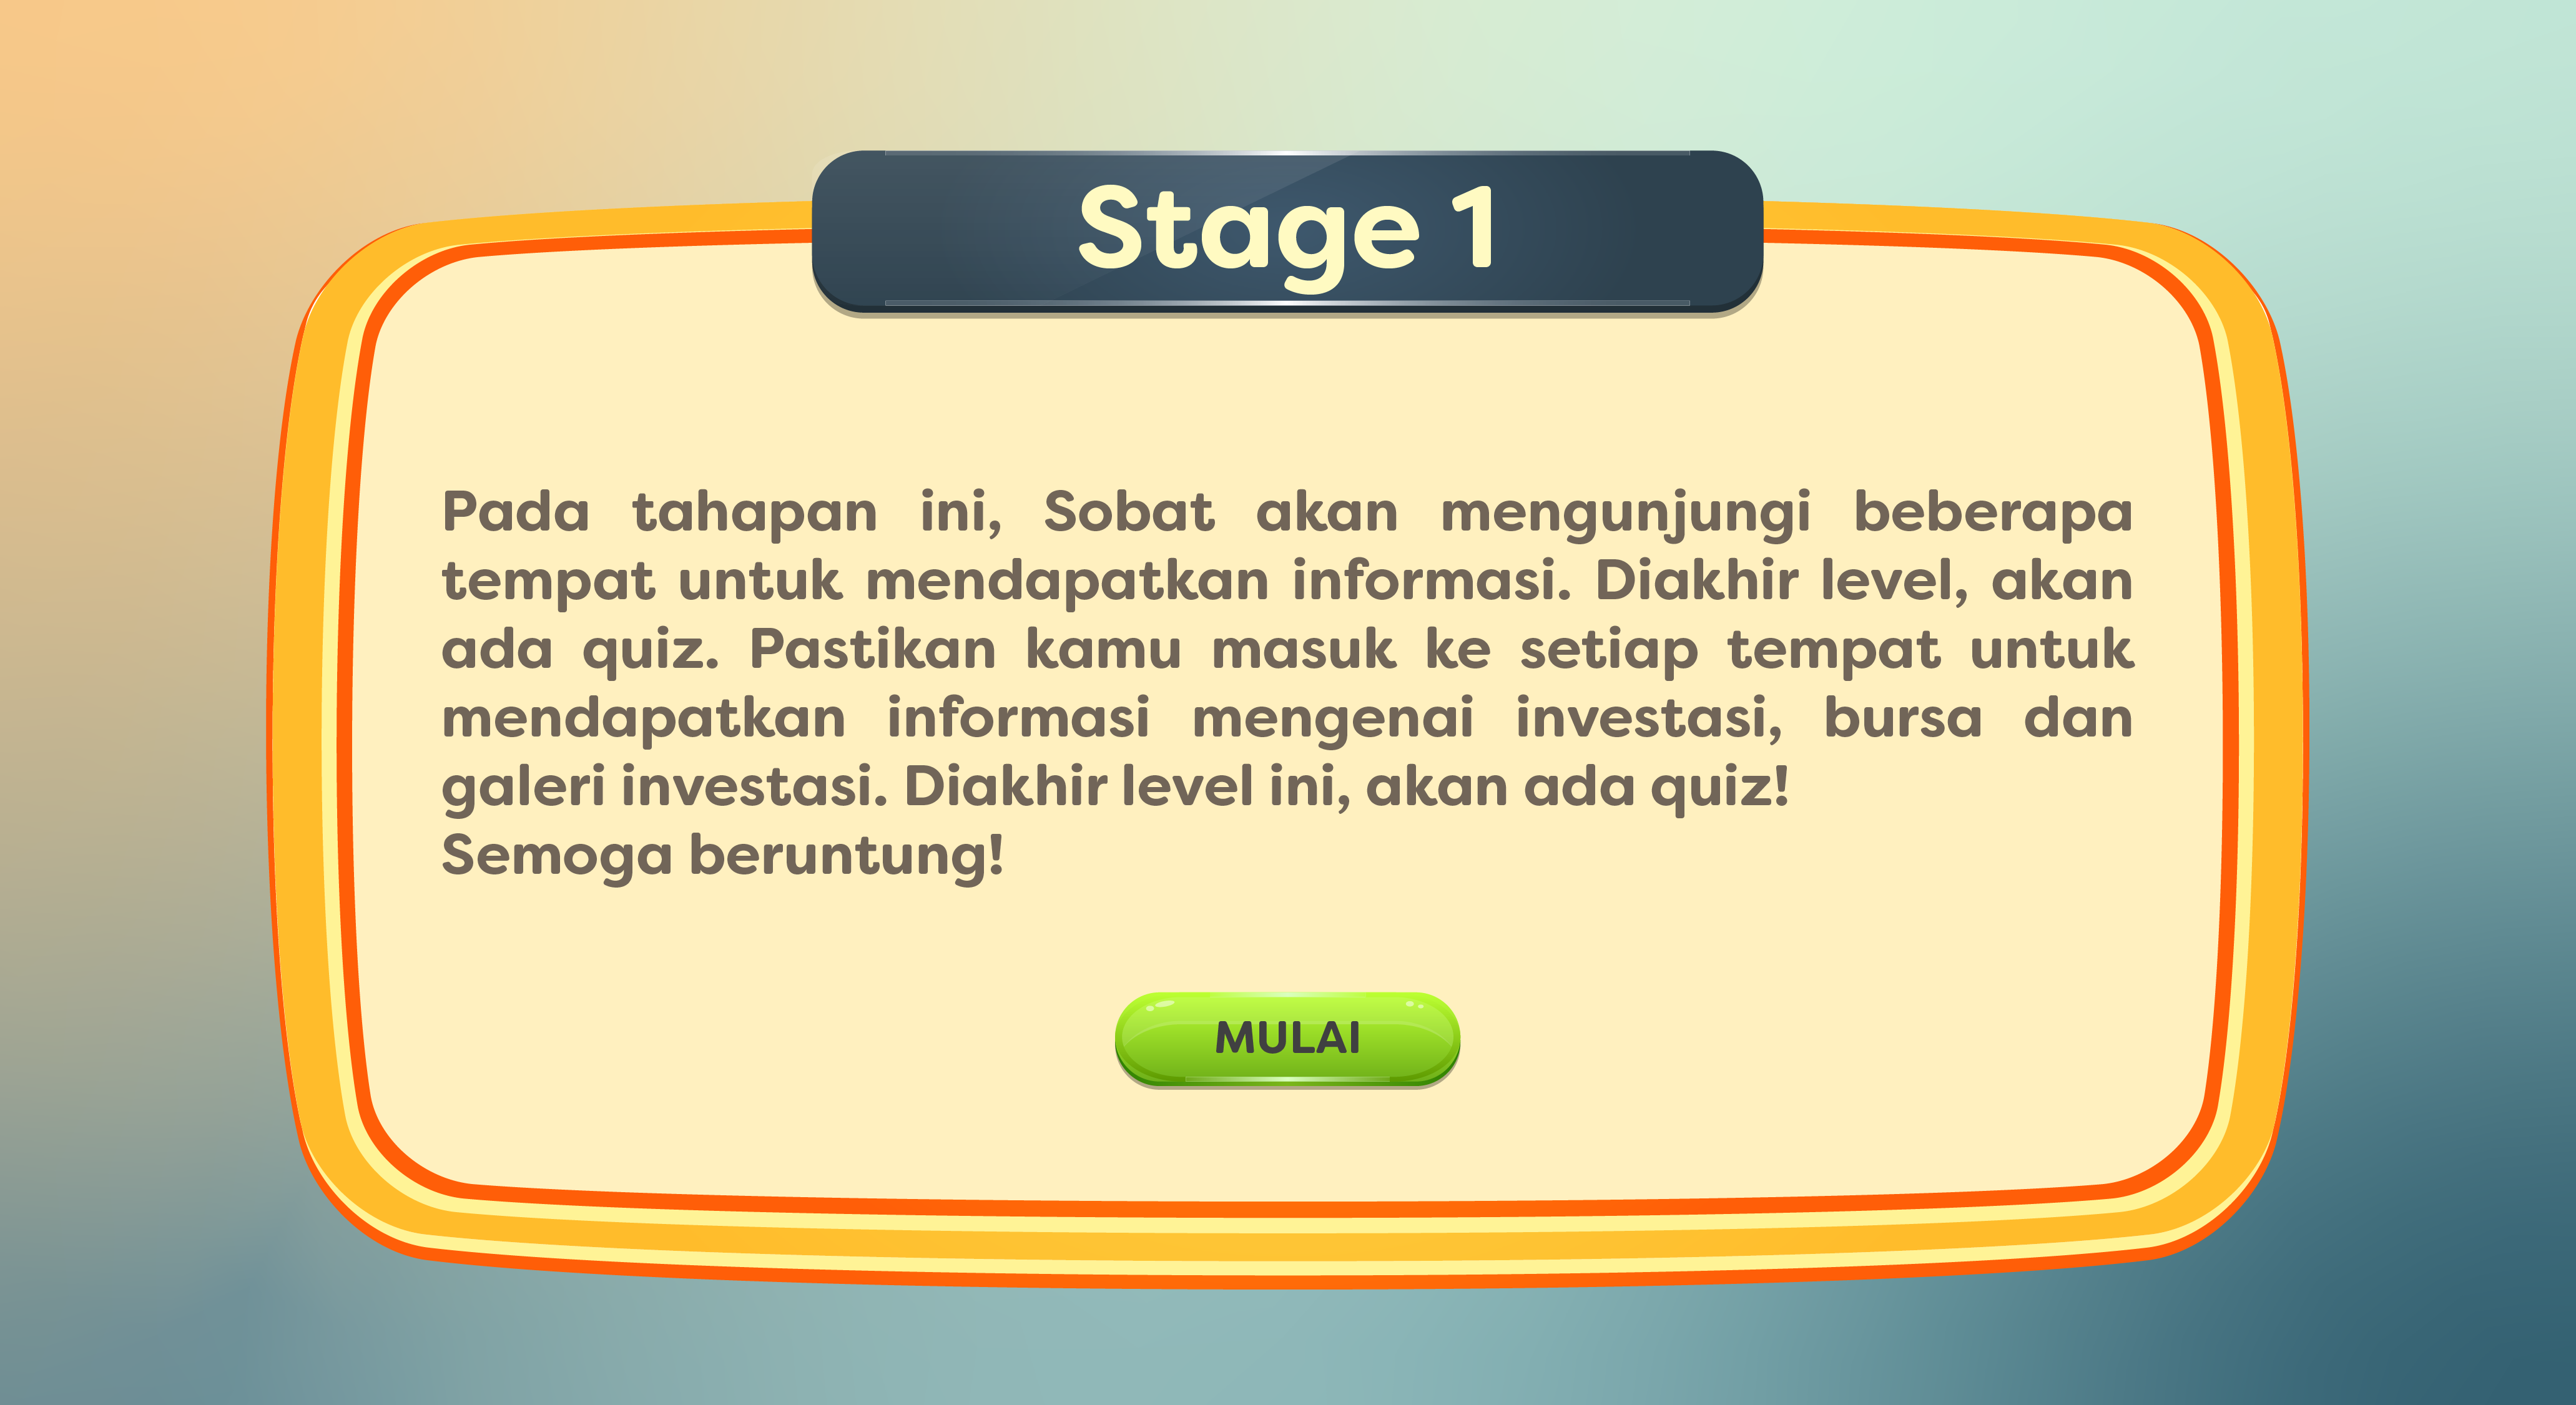 Stage 1
Pada tahapan ini, Sobat akan mengunjungi beberapa
tempat untuk mendapatkan informasi. Diakhir level, akan
ada quiz. Pastikan kamu masuk ke setiap tempat untuk
mendapatkan informasi mengenai investasi, bursa dan
galeri investasi. Diakhir level ini, akan ada quiz!
Semoga beruntung!
MULAI